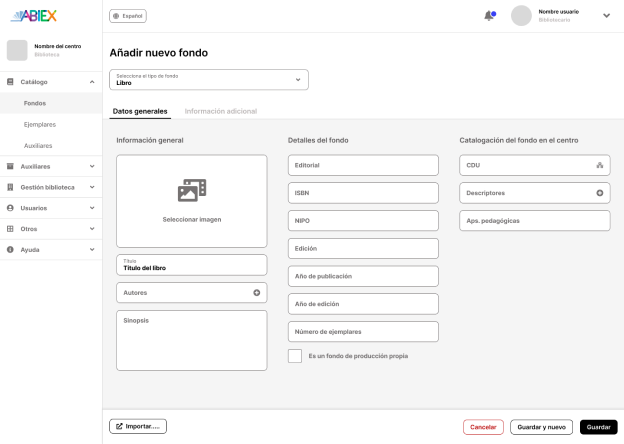 ABIEX
Español
Nombre usuario
Bibliotecario
Nombre del centro
Biblioteca
Catálogo
Fondos
Ejemplares
Auxiliares
Auxiliares
Gestión biblioteca
Usuarios
Otros
Ayuda
Añadir nuevo fondo
Selecciona el tipo de fondo
Libro
Datos generales
Información adicional
Información general
Seleccionar imagen
Título
Título del libro
Autores
Sinopsis
Detalles del fondo
Editorial
ISBN
NIPO
Edición
Año de publicación
Año de edición
Número de ejemplares
Es un fondo de producción propia
Catalogación del fondo en el centro
CDU
Descriptores
Aps. pedagógicas
Importar.....
Cancelar
Guardar y nuevo
Guardar